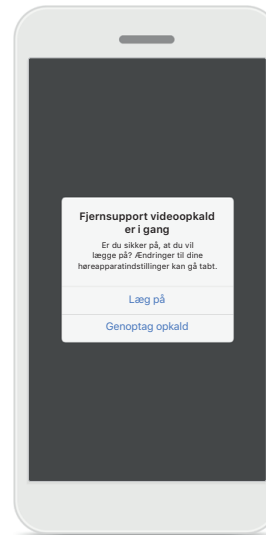 Fjernsupport videoopkald
er i gang
Er du sikker på, at du vil
lægge på? Ændringer til dine
høreapparatindstillinger kan gå tabt.
Læg på
Genoptag opkald